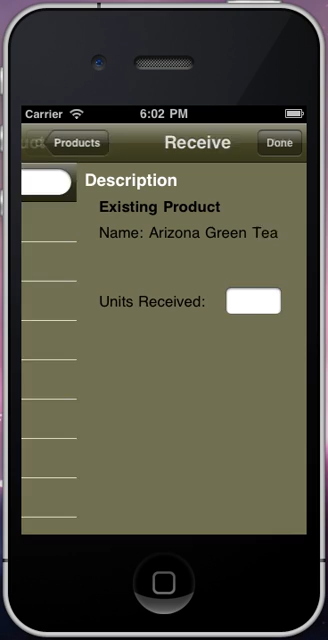 Carrier 6:02 PM
Products Receive Done
Description
Existing Product
Name: Arizona Green Tea
Units Received: